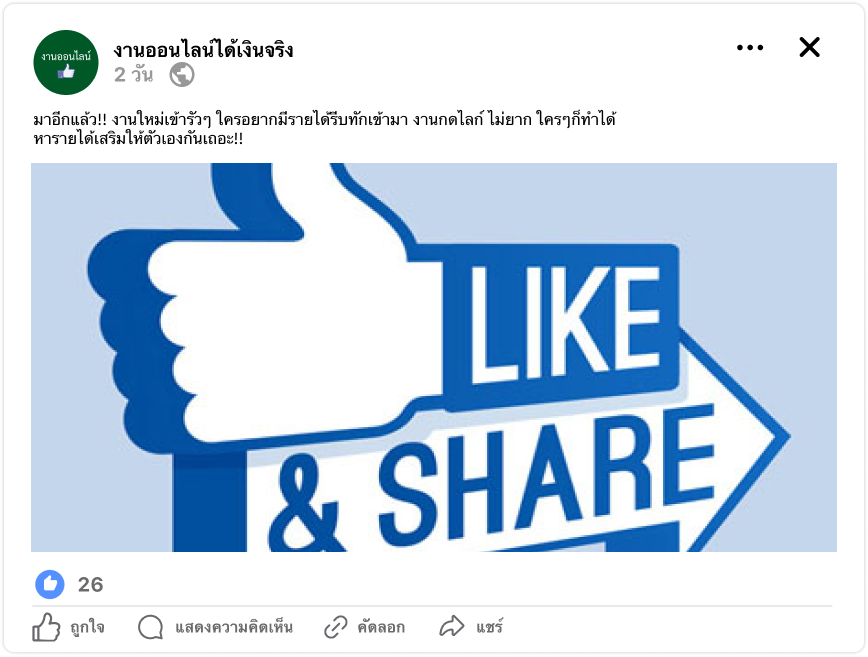 งานออนไลน์
งานออนไลน์ได้เงินจริง
2 วัน
มาอีกแล้ว!! งานใหม่เข้ารัวๆ ใครอยากมีรายได้รีบทักเข้ามา งานกดไลก์ ไม่ยาก ใครๆก็ทำได้
หารายได้เสริมให้ตัวเองกันเถอะ!!
LIKE
& SHARE
26
ถูกใจ แสดงความคิดเห็น คัดลอก แชร์